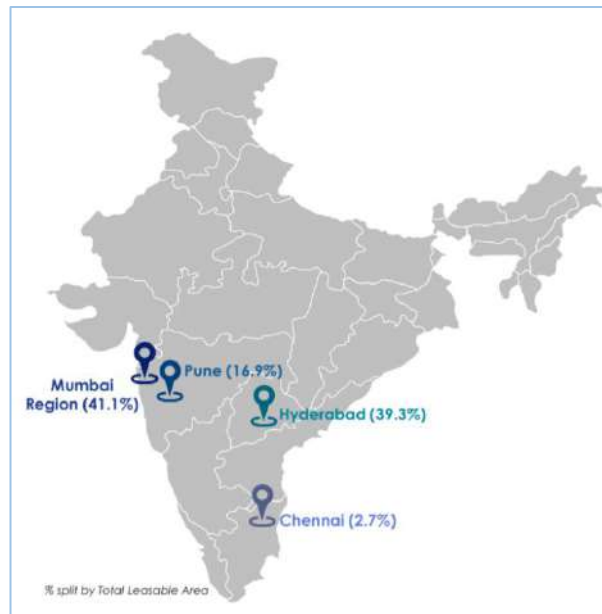 Pune (16.9%)
Mumbai
Region (41.1%)
Hyderabad (39.3%)
Chennai (2.7%)
% split by Total Leasable Area